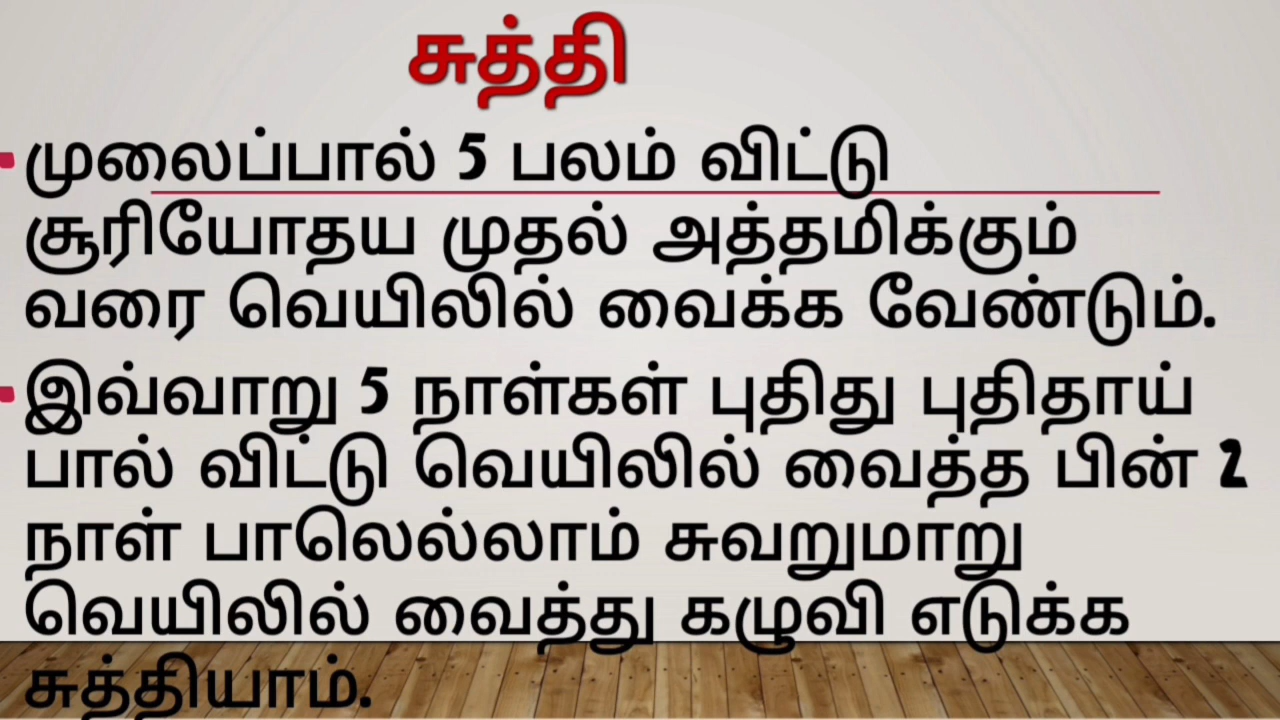 சுத்தி
முலைப்பால் 5 பலம் விட்டு
சூரியோதய முதல் அத்தமிக்கும்
வரை வெயிலில் வைக்க வேண்டும்.
இவ்வாறு 5 நாள்கள் புதிது புதிதாய்
பால் விட்டு வெயிலில் வைத்த பின் 2
நாள் பாலெல்லாம் சுவறுமாறு
வெயிலில் வைத்து கழுவி எடுக்க
சுத்தியாம்.